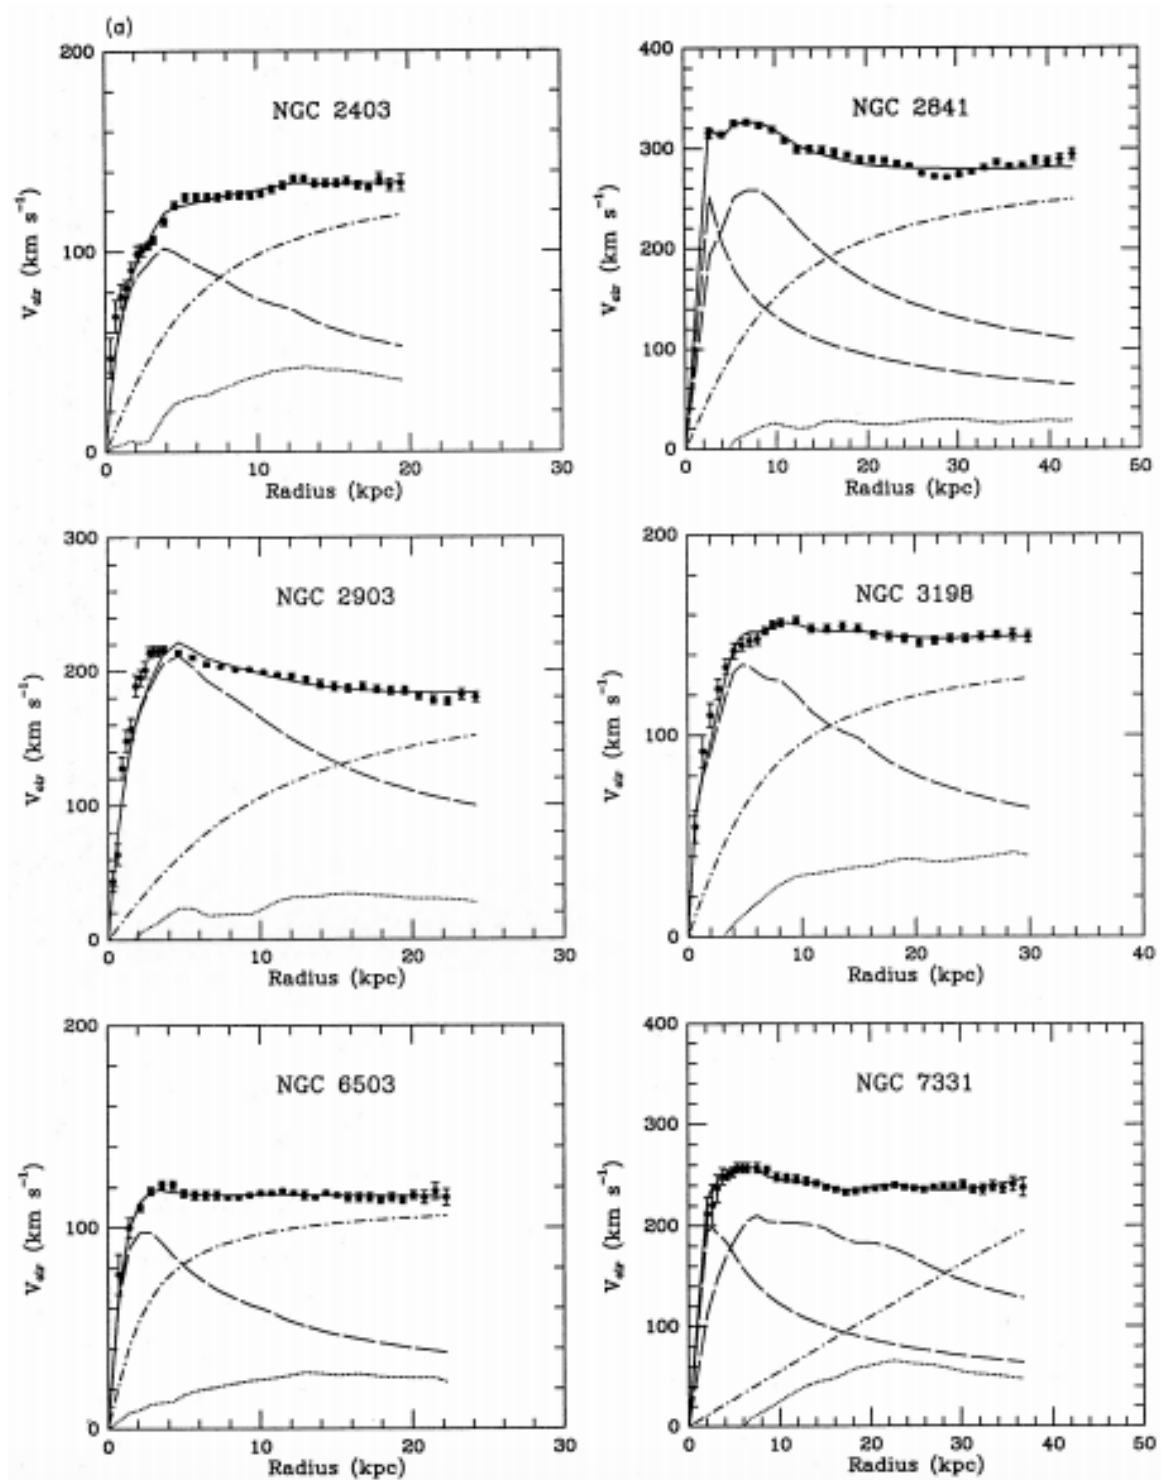 (a)
200
100
0
V_cir (km s⁻¹)
NGC 2403
0 10 20 30
Radius (kpc)
400
300
200
100
0
V_cir (km s⁻¹)
NGC 2841
0 10 20 30 40 50
Radius (kpc)
300
200
100
0
V_cir (km s⁻¹)
NGC 2903
0 10 20 30
Radius (kpc)
200
100
0
V_cir (km s⁻¹)
NGC 3198
0 10 20 30 40
Radius (kpc)
200
100
0
V_cir (km s⁻¹)
NGC 6503
0 10 20 30
Radius (kpc)
400
300
200
100
0
V_cir (km s⁻¹)
NGC 7331
0 10 20 30 40 50
Radius (kpc)